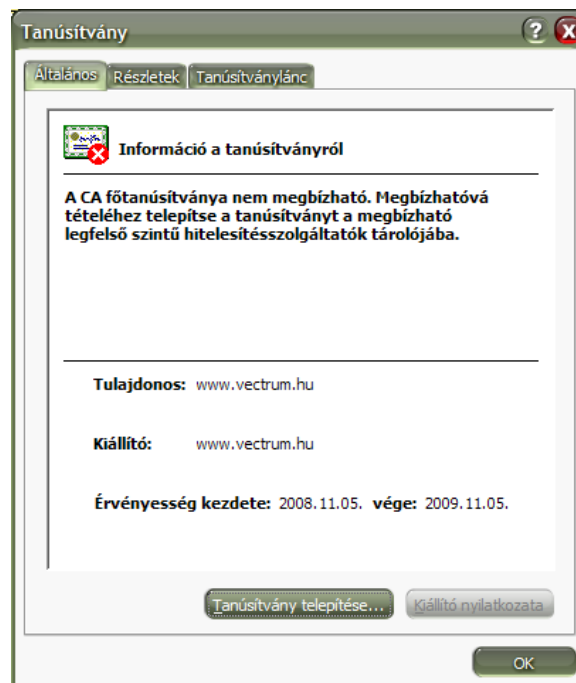 Tanúsítvány
Általános Részletek Tanúsítványlánc
Információ a tanúsítványról
A CA főtanúsítványa nem megbízható. Megbízhatóvá
tételéhez telepítse a tanúsítványt a megbízható
legfelső szintű hitelesítésszolgáltatók tárolójába.
Tulajdonos: www.vectrum.hu
Kiállító: www.vectrum.hu
Érvényesség kezdete: 2008.11.05. vége: 2009.11.05.
Tanúsítvány telepítése... Kiállító nyilatkozata
OK